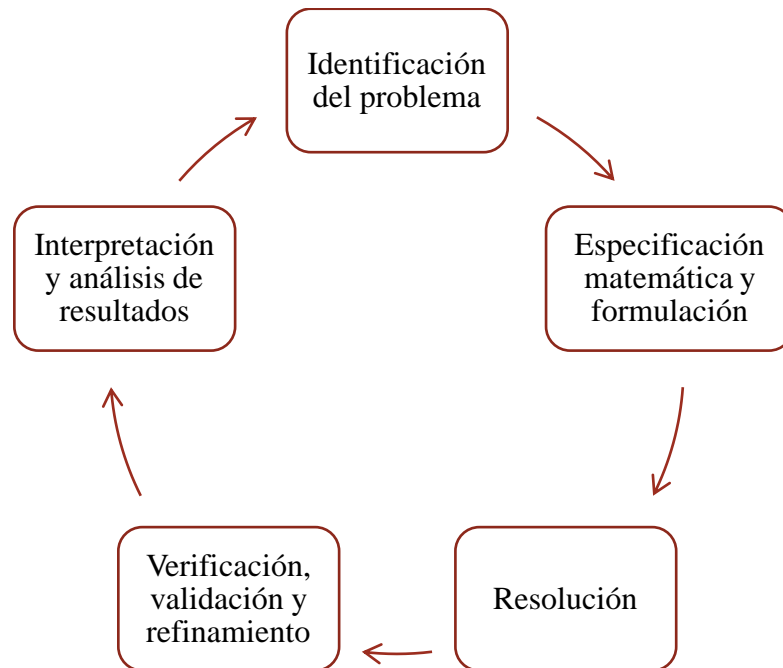 Identificación
del problema
Especificación
matemática y
formulación
Resolución
Verificación,
validación y
refinamiento
Interpretación
y análisis de
resultados